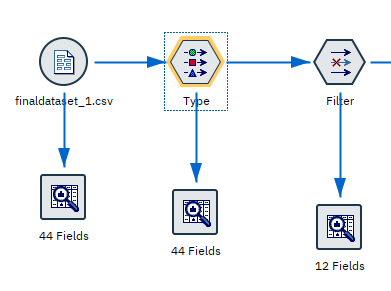 finaldataset_1.csv
Type
Filter
44 Fields
44 Fields
12 Fields